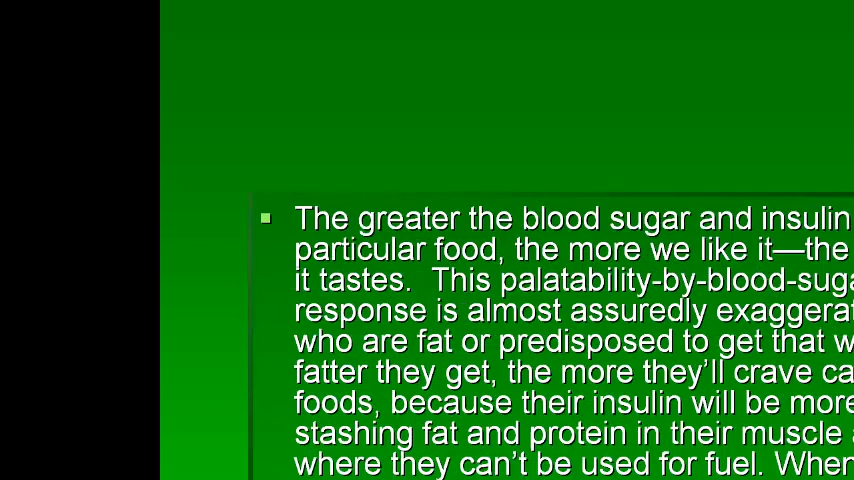 The greater the blood sugar and insulin
particular food, the more we like it—the
it tastes.  This palatability-by-blood-suga
response is almost assuredly exaggerat
who are fat or predisposed to get that w
fatter they get, the more they’ll crave ca
foods, because their insulin will be more
stashing fat and protein in their muscle a
where they can’t be used for fuel. When